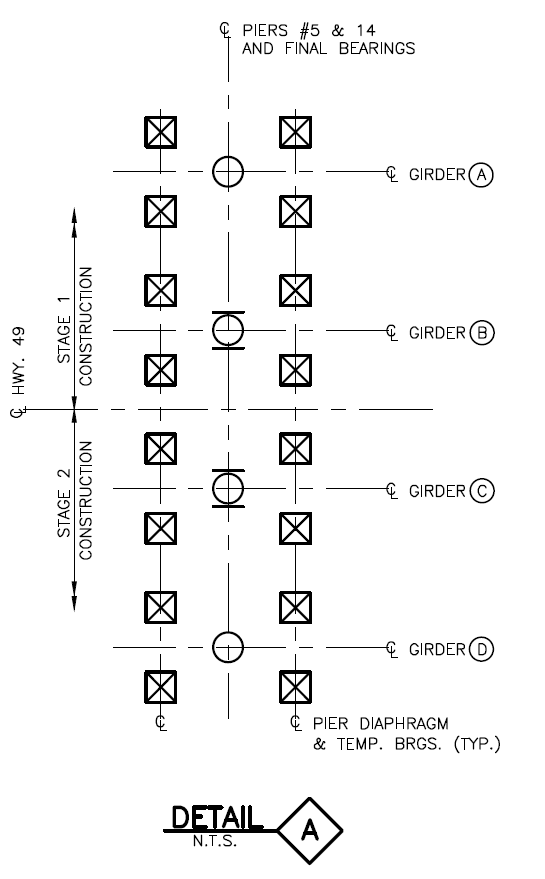 ℄ PIERS #5 & 14
AND FINAL BEARINGS
℄ GIRDER A
℄ GIRDER B
STAGE 1
CONSTRUCTION
℄ HWY. 49
STAGE 2
CONSTRUCTION
℄ GIRDER C
℄ GIRDER D
℄
℄ PIER DIAPHRAGM
& TEMP. BRGS. (TYP.)
DETAIL A
N.T.S.